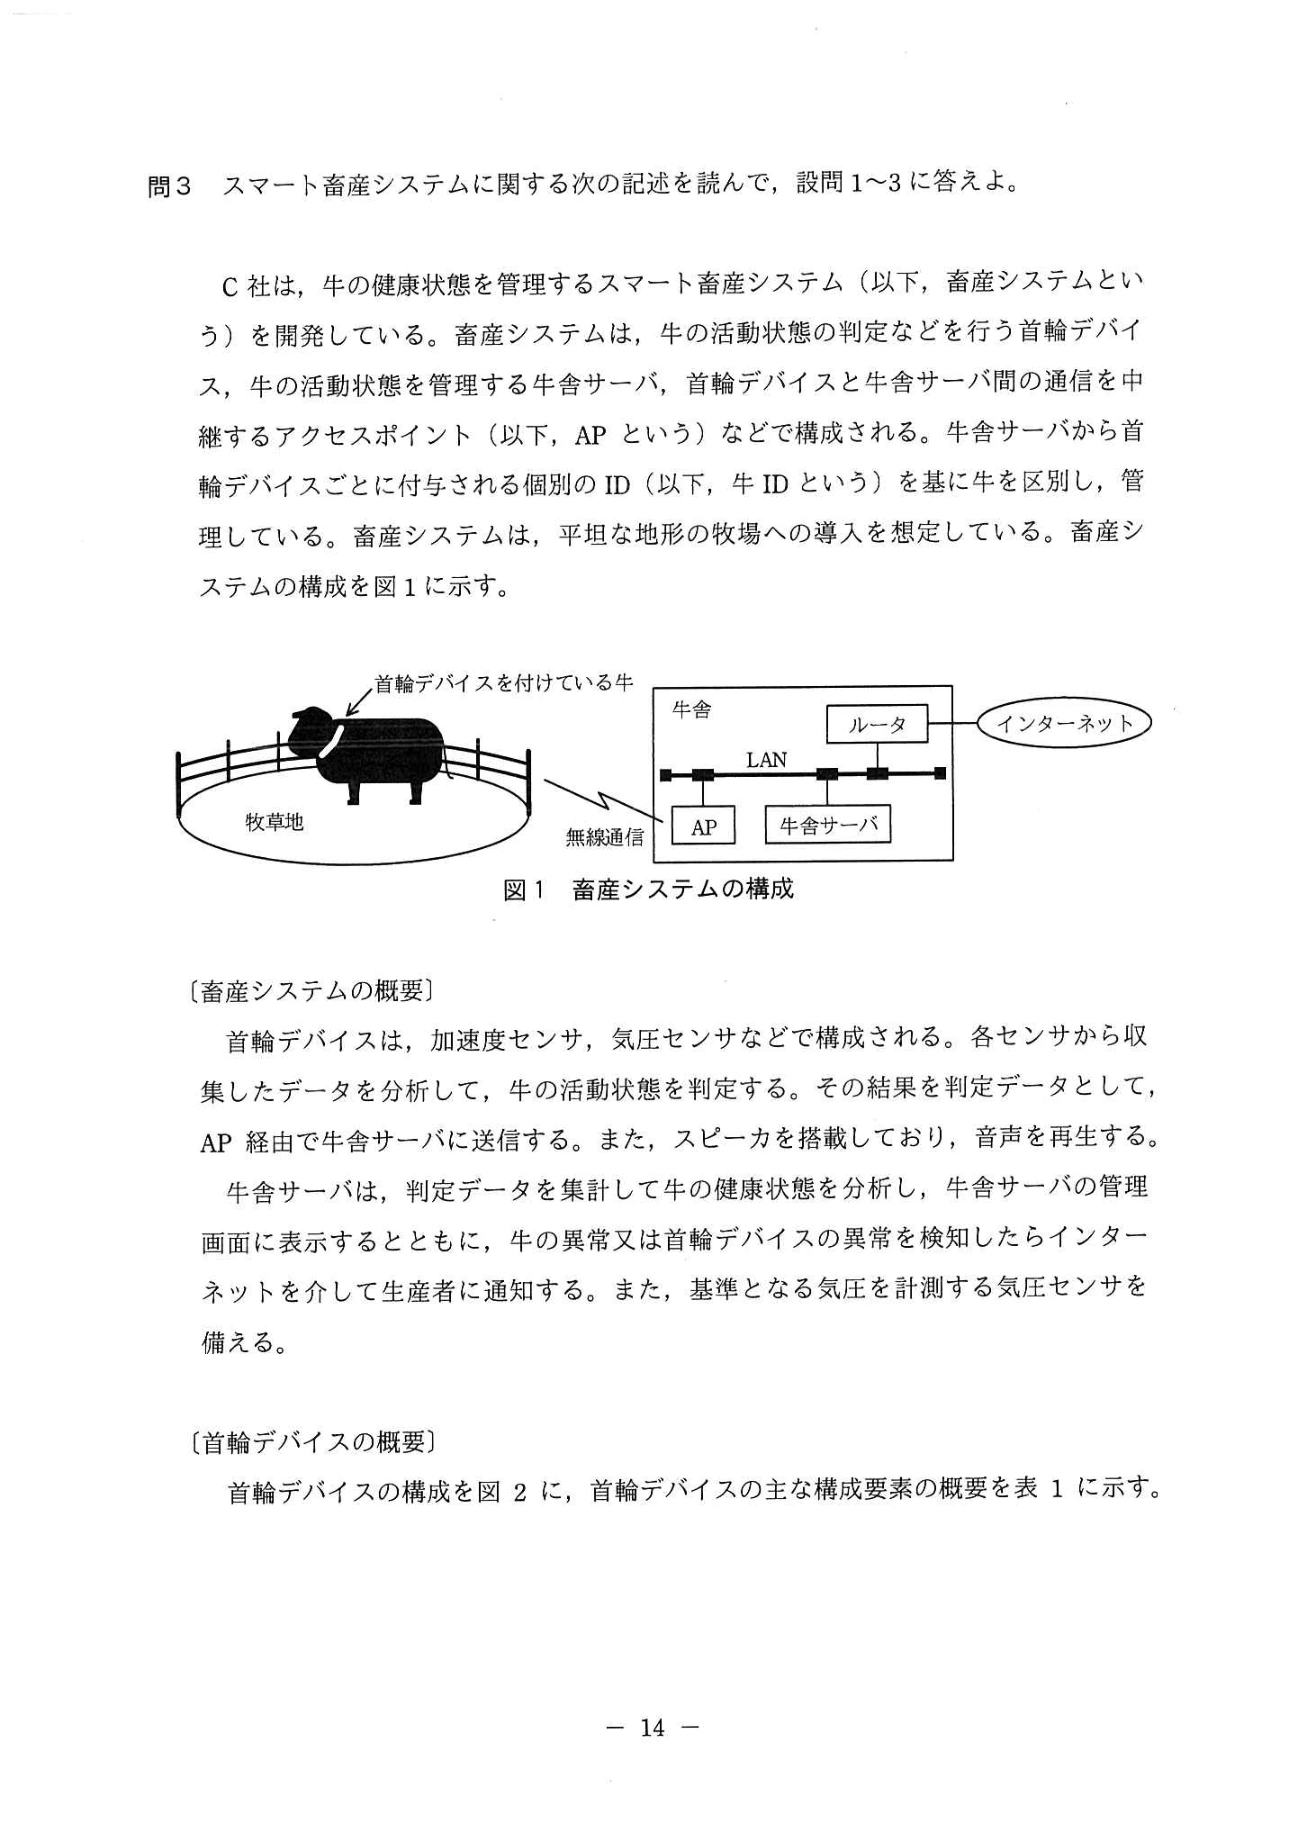 問3 スマート畜産システムに関する次の記述を読んで，設問1～3に答えよ。
C 社は，牛の健康状態を管理するスマート畜産システム（以下，畜産システムとい
う）を開発している。畜産システムは，牛の活動状態の判定などを行う首輪デバイ
ス，牛の活動状態を管理する牛舎サーバ，首輪デバイスと牛舎サーバ間の通信を中
継するアクセスポイント（以下，AP という）などで構成される。牛舎サーバから首
輪デバイスごとに付与される個別の ID（以下，牛 ID という）を基に牛を区別し，管
理している。畜産システムは，平坦な地形の牧場への導入を想定している。畜産シ
ステムの構成を図1に示す。
首輪デバイスを付けている牛
牛舎
ルータ
インターネット
LAN
牧草地
無線通信
AP
牛舎サーバ
図1 畜産システムの構成
〔畜産システムの概要〕
首輪デバイスは，加速度センサ，気圧センサなどで構成される。各センサから収
集したデータを分析して，牛の活動状態を判定する。その結果を判定データとして，
AP 経由で牛舎サーバに送信する。また，スピーカを搭載しており，音声を再生する。
牛舎サーバは，判定データを集計して牛の健康状態を分析し，牛舎サーバの管理
画面に表示するとともに，牛の異常又は首輪デバイスの異常を検知したらインター
ネットを介して生産者に通知する。また，基準となる気圧を計測する気圧センサを
備える。
〔首輪デバイスの概要〕
首輪デバイスの構成を図 2 に，首輪デバイスの主な構成要素の概要を表 1 に示す。
－ 14 －